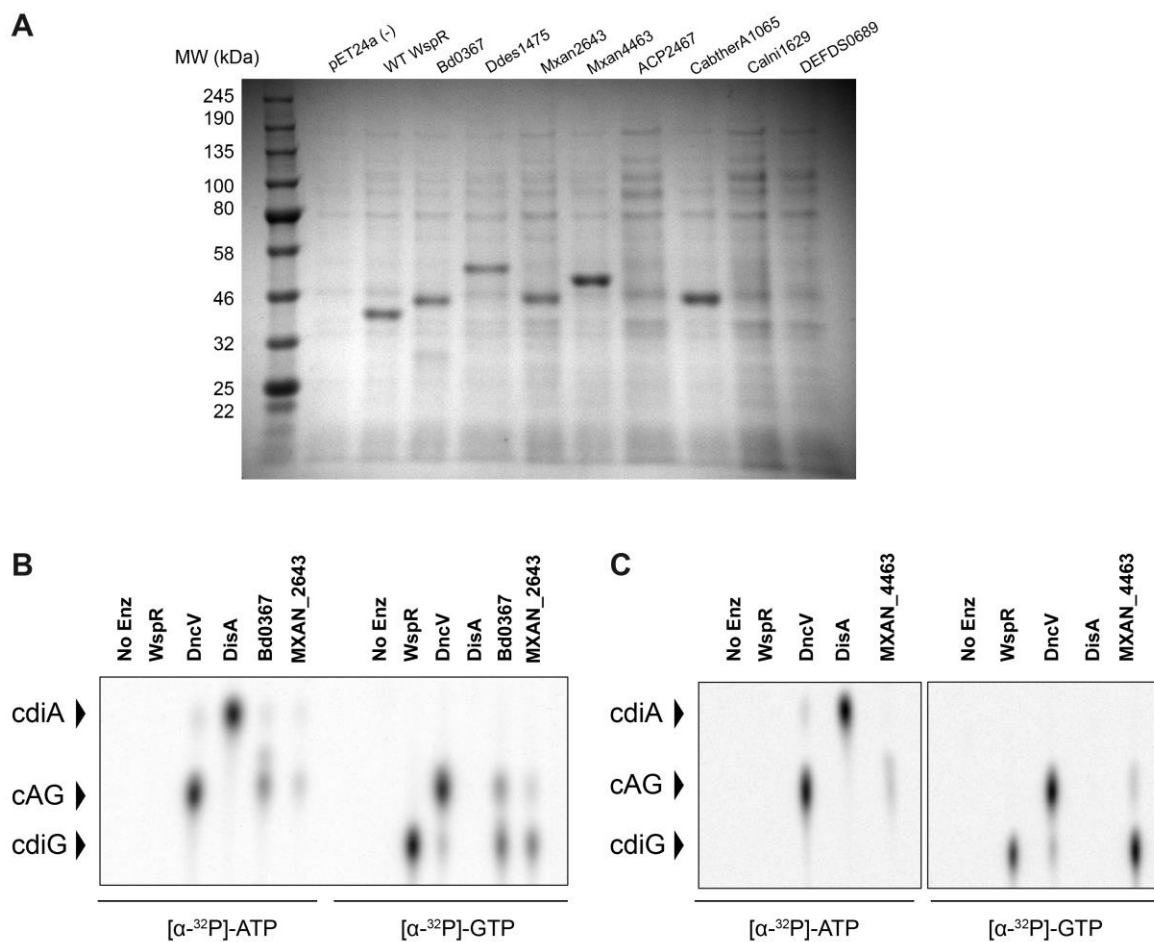 A
MW (kDa)
pET24a (-)
WT WspR
Bd0367
Ddes1475
Mxan2643
Mxan4463
ACP2467
CabtherA1065
Calni1629
DEFDS0689
245
190
135
100
80
58
46
32
25
22
B
No Enz
WspR
DncV
DisA
Bd0367
MXAN_2643
No Enz
WspR
DncV
DisA
Bd0367
MXAN_2643
cdiA
cAG
cdiG
[α-³²P]-ATP
[α-³²P]-GTP
C
No Enz
WspR
DncV
DisA
MXAN_4463
No Enz
WspR
DncV
DisA
MXAN_4463
cdiA
cAG
cdiG
[α-³²P]-ATP
[α-³²P]-GTP